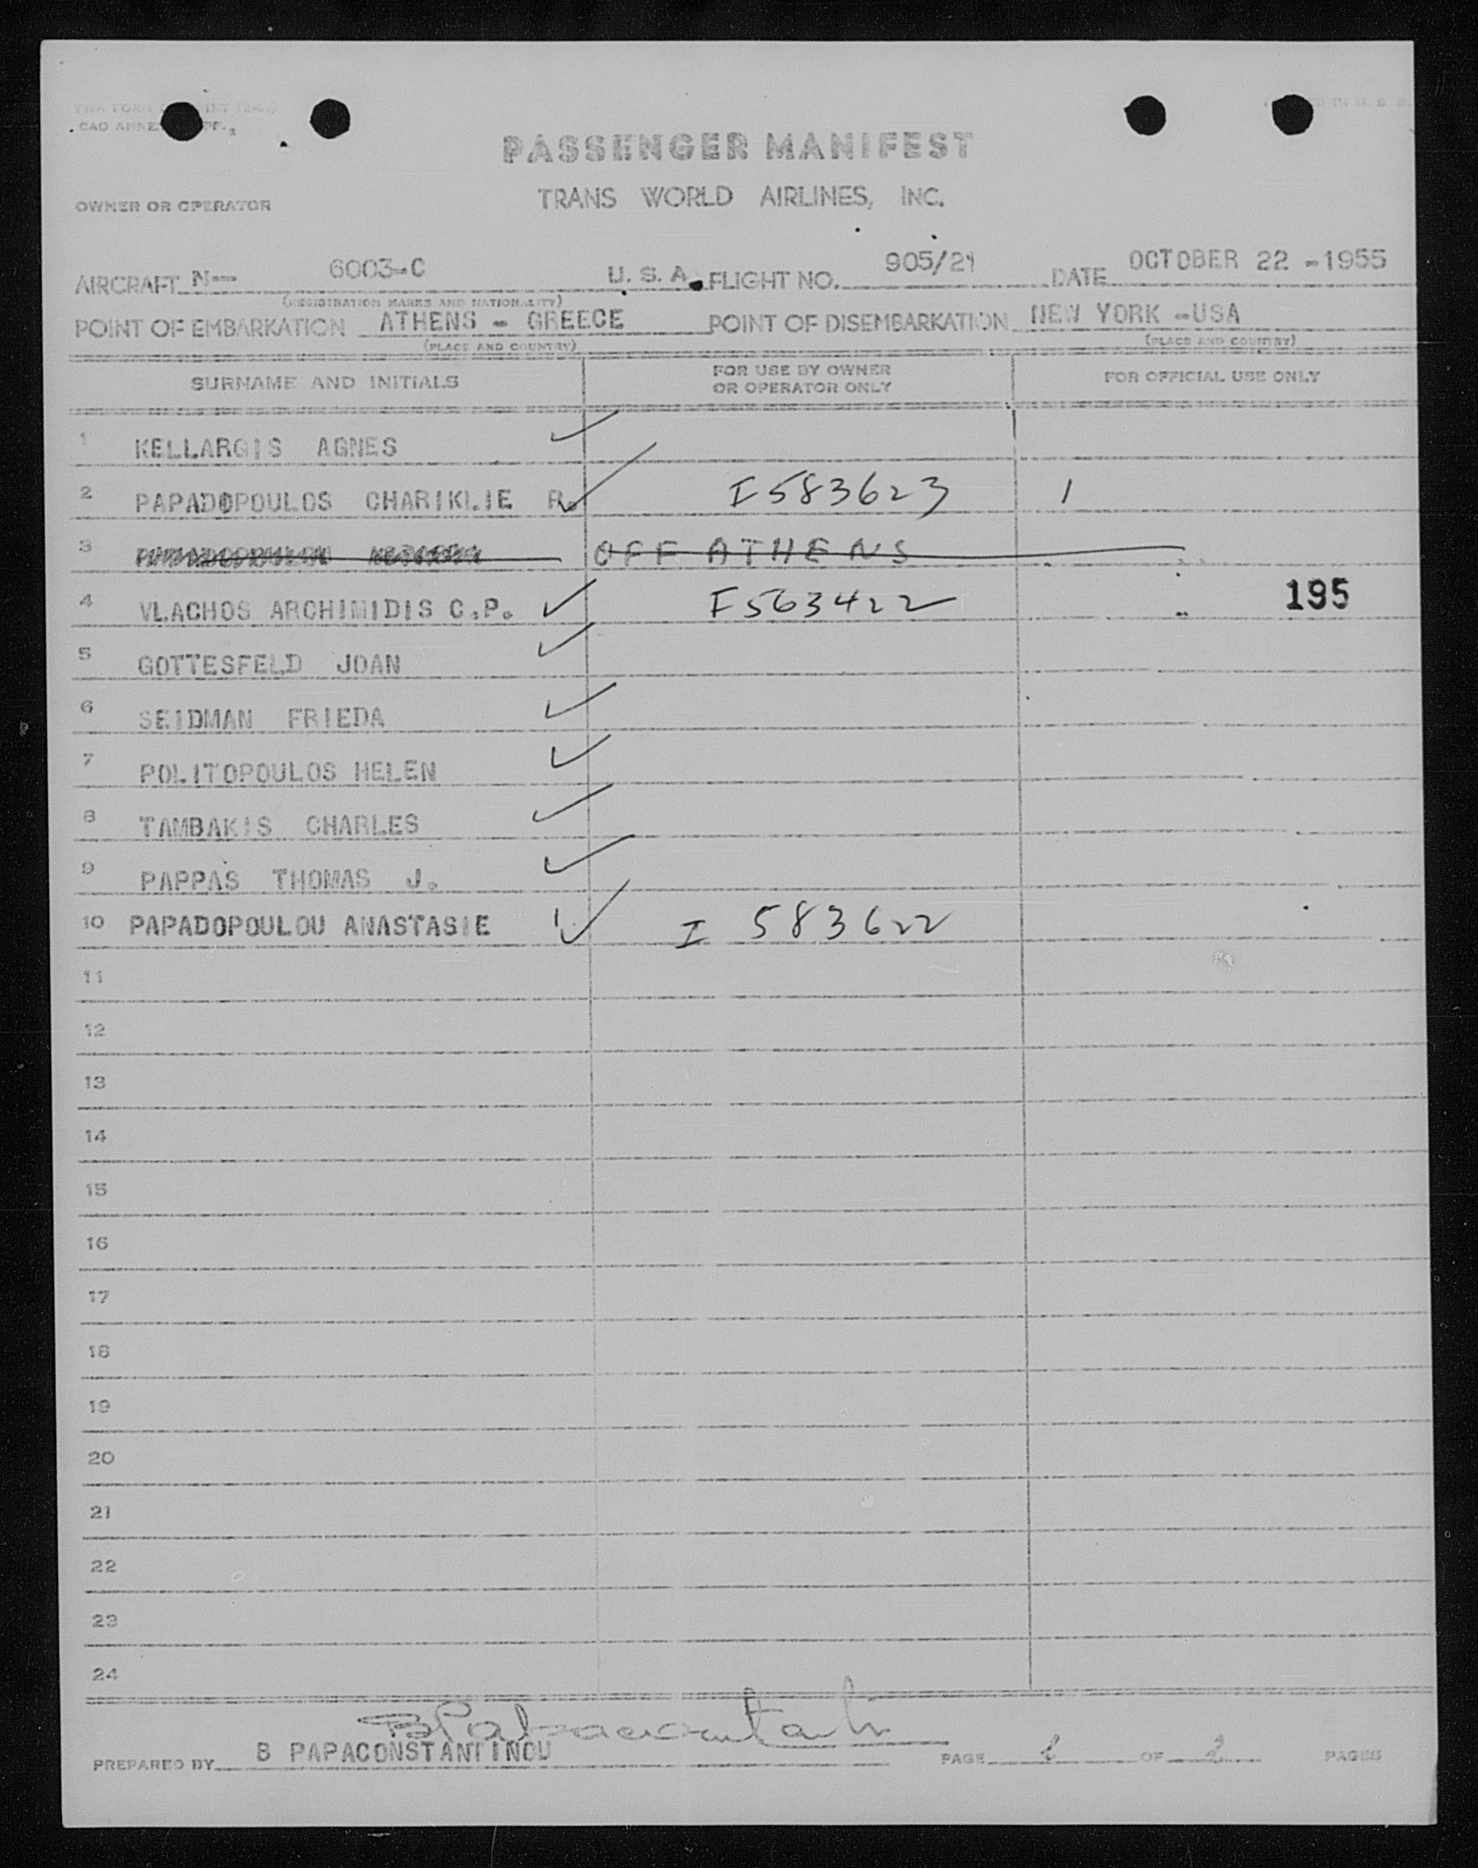 PASSENGER MANIFEST
TRANS WORLD AIRLINES, INC.
OWNER OR OPERATOR
AIRCRAFT N-- 6003-C U. S. A. FLIGHT NO. 905/21 DATE OCTOBER 22 -1955
(REGISTRATION MARKS AND NATIONALITY)
POINT OF EMBARKATION ATHENS - GREECE POINT OF DISEMBARKATION NEW YORK -USA
(PLACE AND COUNTRY) (PLACE AND COUNTRY)
SURNAME AND INITIALS FOR USE BY OWNER OR OPERATOR ONLY FOR OFFICIAL USE ONLY
1 KELLARGIS AGNES
2 PAPADOPOULOS CHARIKLIE R. I583623 1
3 OFF ATHENS
4 VLACHOS ARCHIMIDIS C.P. I563422 195
5 GOTTESFELD JOAN
6 SEIDMAN FRIEDA
7 POLITOPOULOS HELEN
8 TAMBAKIS CHARLES
9 PAPPAS THOMAS J.
10 PAPADOPOULOU ANASTASIE I 583622
11
12
13
14
15
16
17
18
19
20
21
22
23
24
PREPARED BY B PAPACONSTANTINOU PAGE OF 2 PAGES